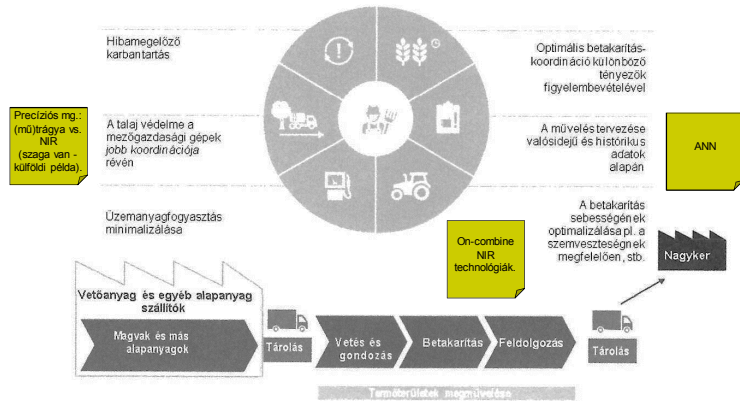 Hibamegelőző
karbantartás
Optimális betakarítás-
koordináció különböző
tényezők
figyelembevételével
Precíziós mg.:
(mű)trágya vs.
NIR
(szaga van -
külföldi példa).
A talaj védelme a
mezőgazdasági gépek
jobb koordinációja
révén
A művelés tervezése
valósidejű és histórikus
adatok
alapján
ANN
Üzemanyagfogyasztás
minimalizálása
On-combine
NIR
technológiák.
A betakarítás
sebességének
optimalizálása pl. a
szemveszteségnek
megfelelően, stb.
Nagyker
Vetőanyag és egyéb alapanyag
szállítók
Magvak és más
alapanyagok
Tárolás
Vetés és
gondozás
Betakarítás
Feldolgozás
Tárolás
Termőterületek megművelése